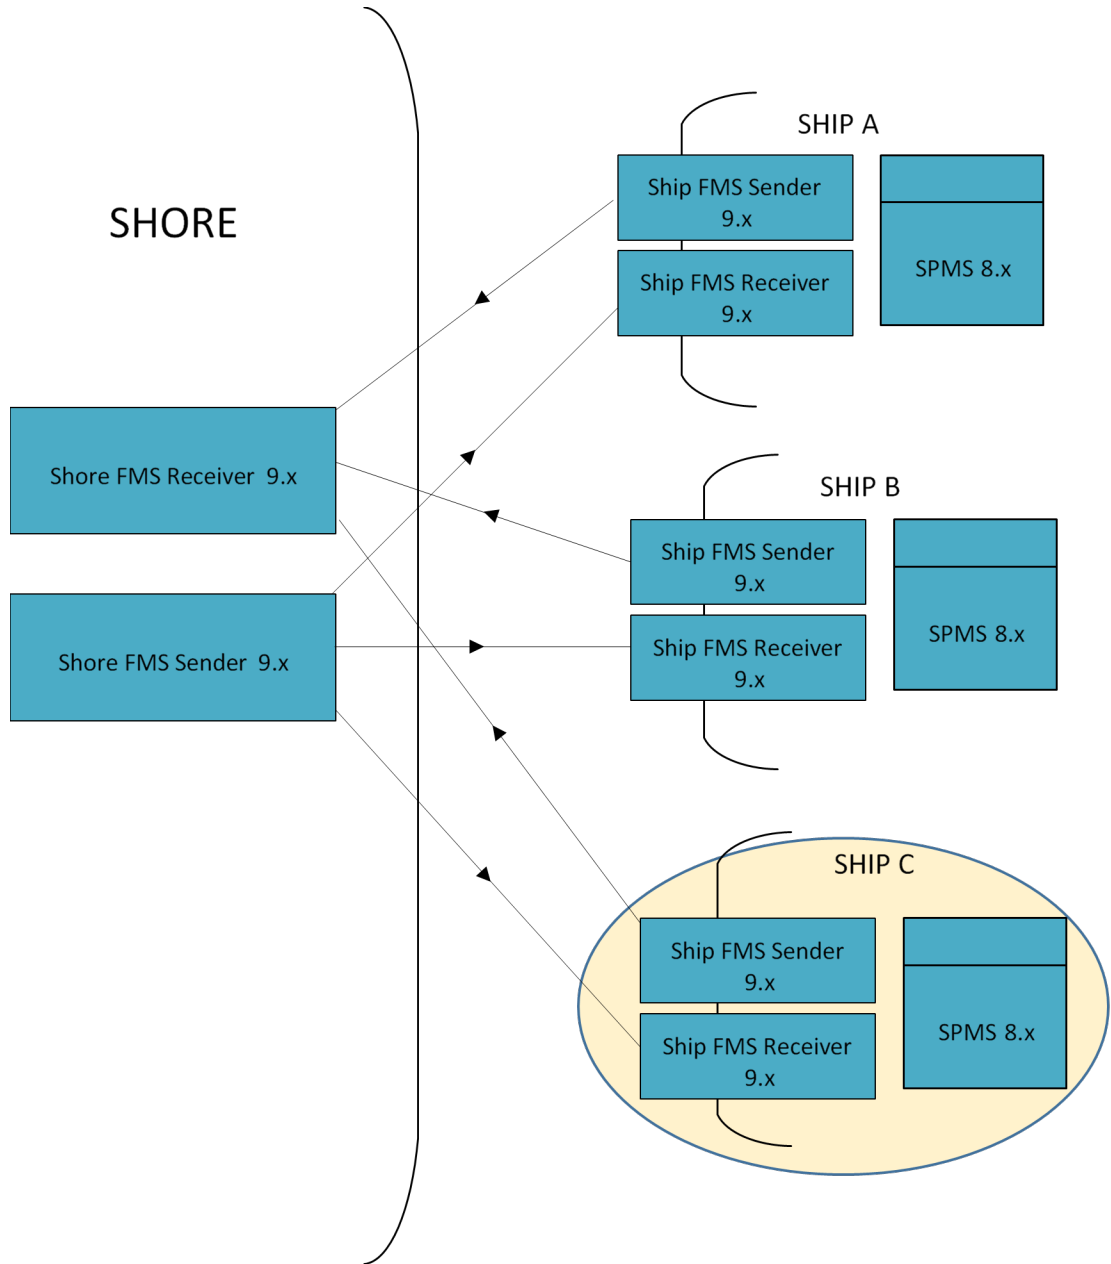 SHORE
Shore FMS Receiver 9.x
Shore FMS Sender 9.x
SHIP A
Ship FMS Sender
9.x
Ship FMS Receiver
9.x
SPMS 8.x
SHIP B
Ship FMS Sender
9.x
Ship FMS Receiver
9.x
SPMS 8.x
SHIP C
Ship FMS Sender
9.x
Ship FMS Receiver
9.x
SPMS 8.x